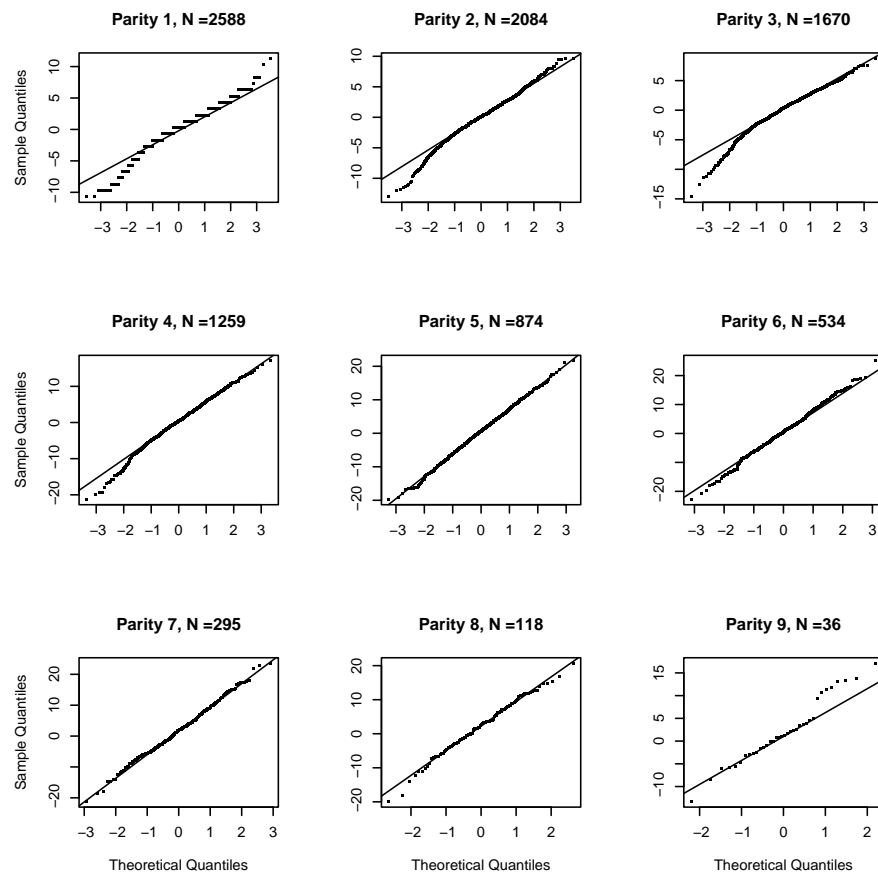 Parity 1, N =2588
Parity 2, N =2084
Parity 3, N =1670
Sample Quantiles
−10 −5 0 5 10
−10 −5 0 5 10
−15 −5 0 5
−3 −2 −1 0 1 2 3
−3 −2 −1 0 1 2 3
−3 −2 −1 0 1 2 3
Parity 4, N =1259
Parity 5, N =874
Parity 6, N =534
Sample Quantiles
−20 −10 0 10
−20 −10 0 10 20
−20 0 10 20
−3 −2 −1 0 1 2 3
−3 −2 −1 0 1 2 3
−3 −2 −1 0 1 2 3
Parity 7, N =295
Parity 8, N =118
Parity 9, N =36
Sample Quantiles
−20 0 10 20
−20 −10 0 10 20
−10 0 5 15
−3 −2 −1 0 1 2 3
−2 −1 0 1 2
−2 −1 0 1 2
Theoretical Quantiles
Theoretical Quantiles
Theoretical Quantiles